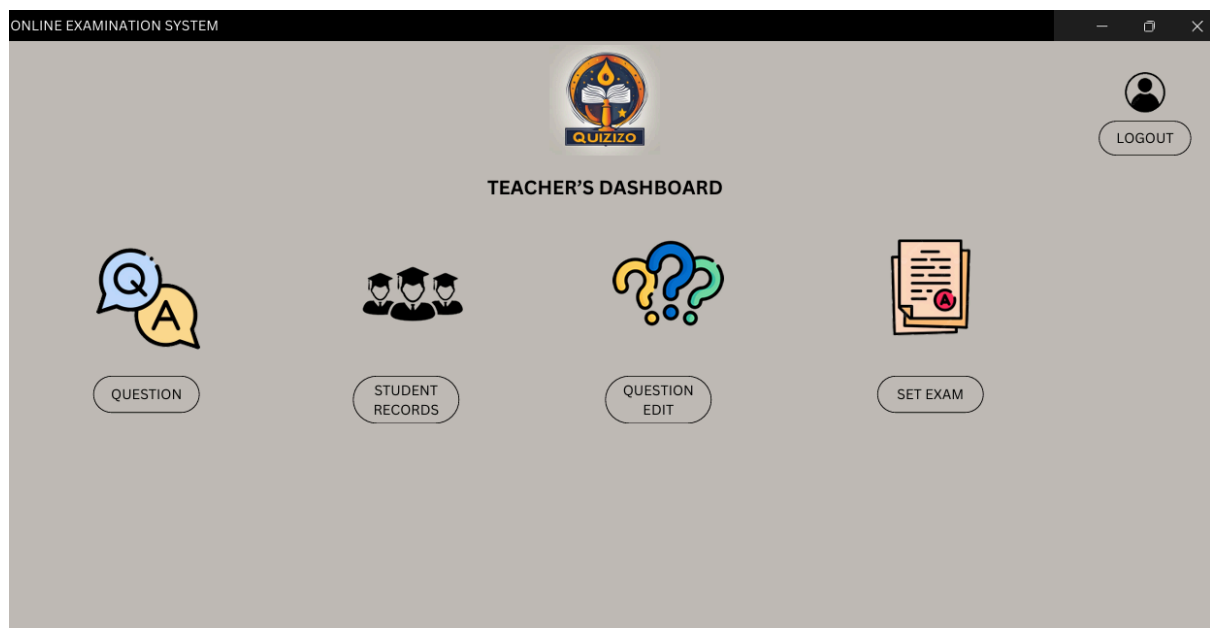 ONLINE EXAMINATION SYSTEM
QUIZIZO
LOGOUT
TEACHER’S DASHBOARD
Q
A
A
QUESTION
STUDENT
RECORDS
QUESTION
EDIT
SET EXAM